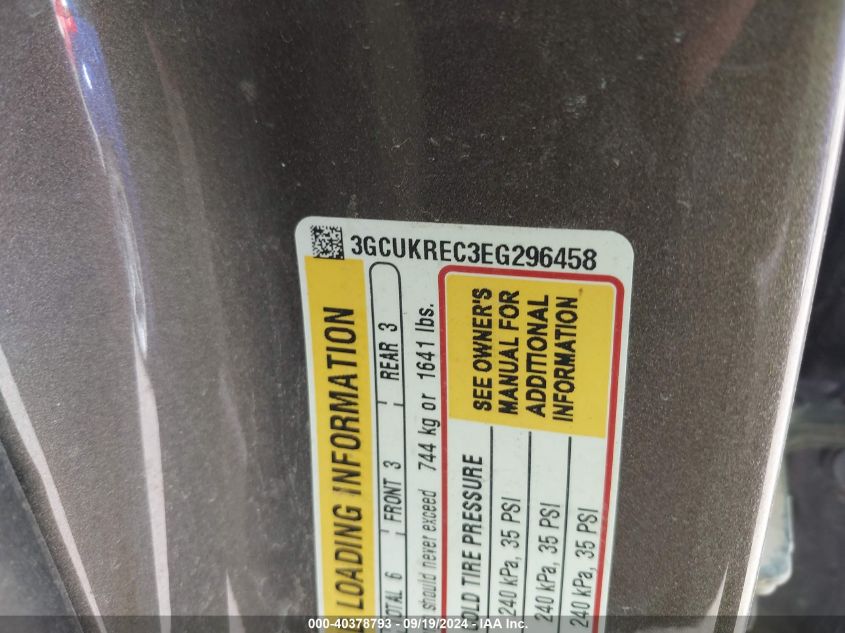 3GCUKREC3EG296458
LOADING INFORMATION
6 FRONT 3 REAR 3
should never exceed 744 kg or 1641 lbs.
TIRE PRESSURE
240 kPa, 35 PSI
240 kPa, 35 PSI
240 kPa, 35 PSI
SEE OWNER'S
MANUAL FOR
ADDITIONAL
INFORMATION
000-40378793 - 09/19/2024 - IAA Inc.